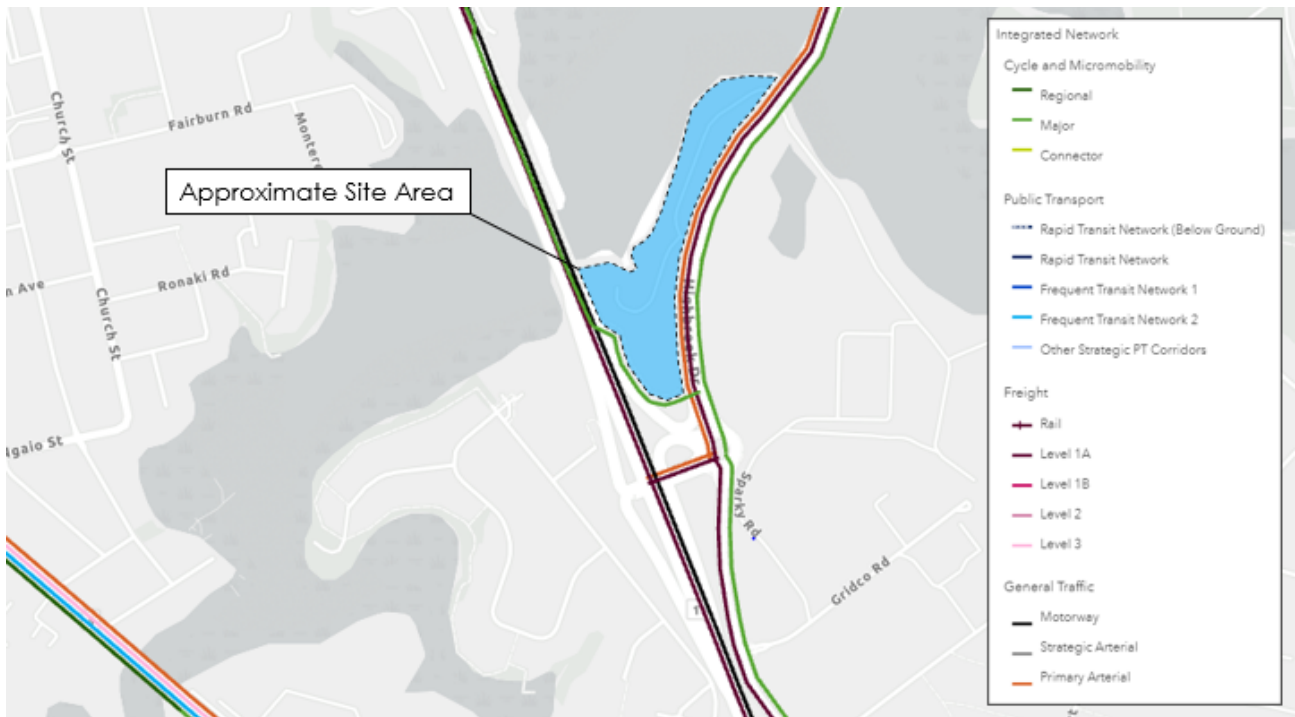 Church St
Fairburn Rd
Approximate Site Area
Ronaki Rd
Church St
Highbrook Dr
Sparky Rd
Gridco Rd
1
Integrated Network
Cycle and Micromobility
Regional
Major
Connector
Public Transport
Rapid Transit Network (Below Ground)
Rapid Transit Network
Frequent Transit Network 1
Frequent Transit Network 2
Other Strategic PT Corridors
Freight
Rail
Level 1A
Level 1B
Level 2
Level 3
General Traffic
Motorway
Strategic Arterial
Primary Arterial